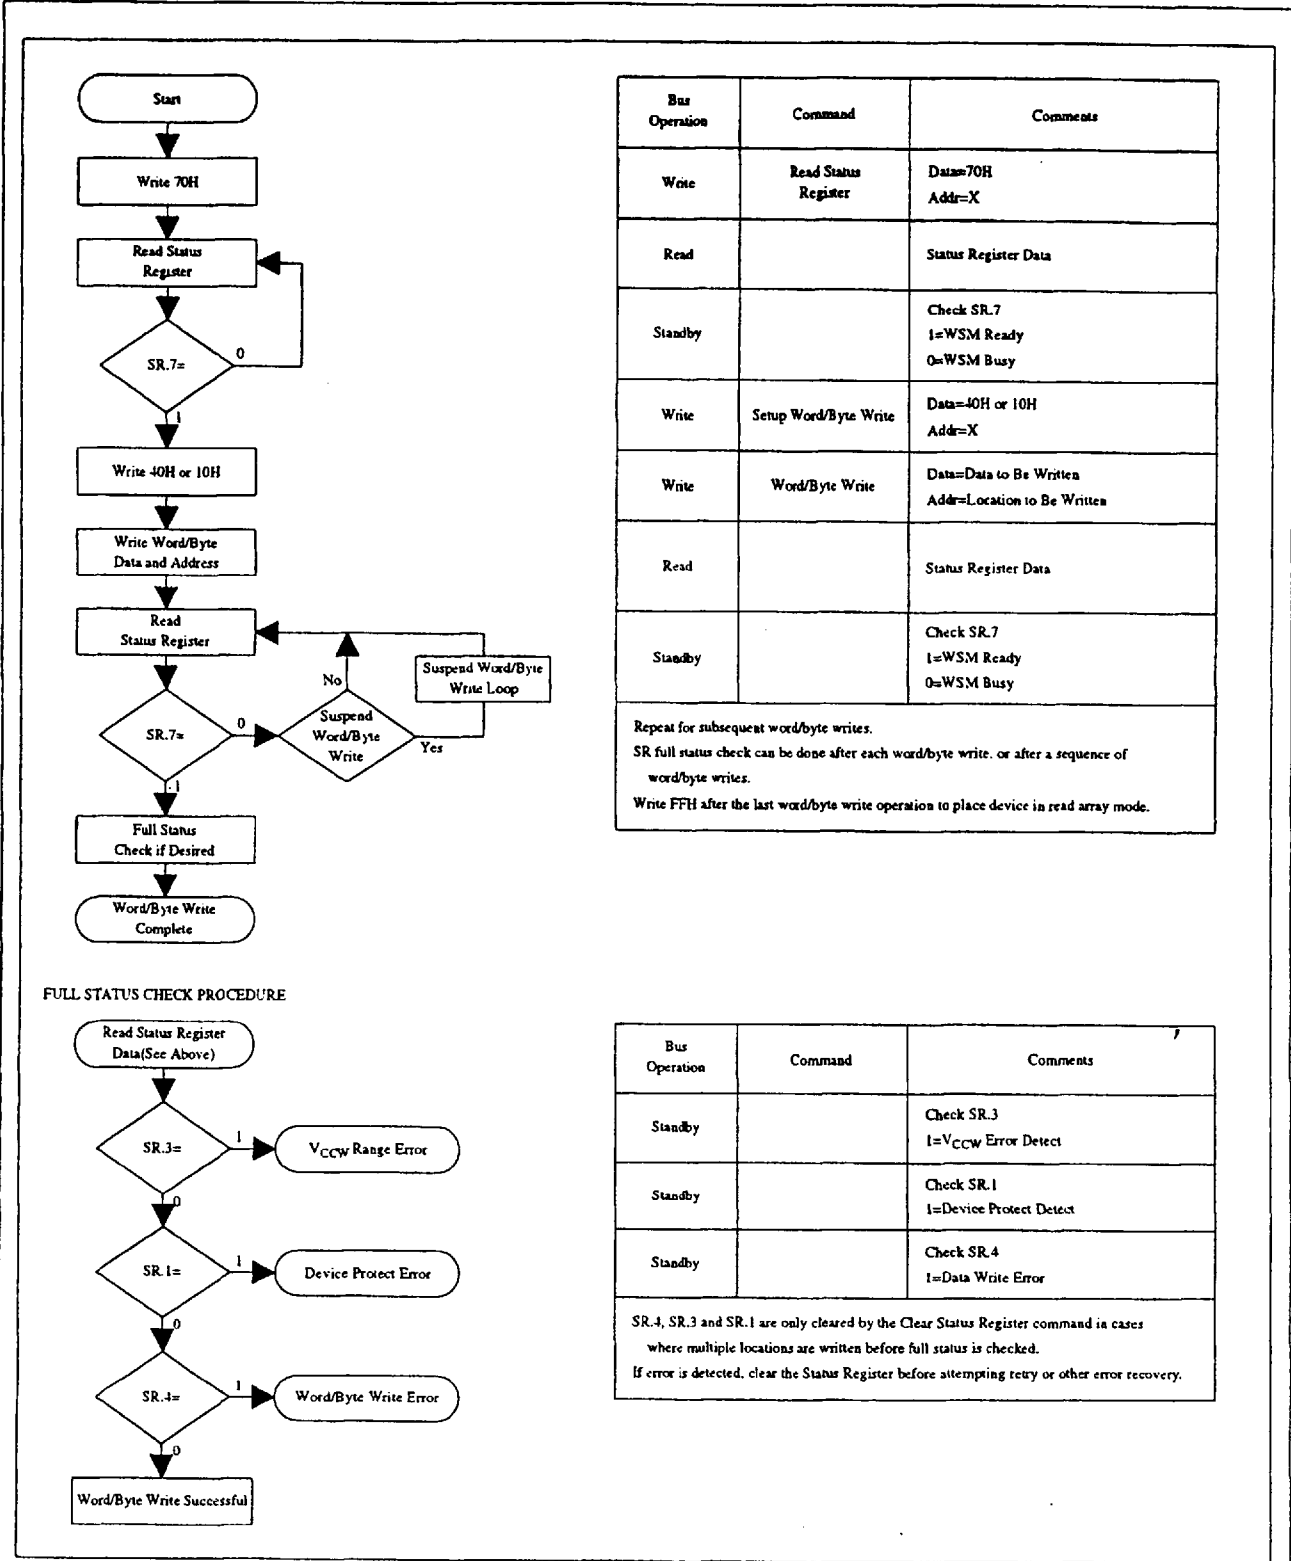 Start
Write 70H
Read Status
Register
SR.7=
0
1
Write 40H or 10H
Write Word/Byte
Data and Address
Read
Status Register
SR.7=
0
1
Suspend
Word/Byte
Write
No
Yes
Suspend Word/Byte
Write Loop
Full Status
Check if Desired
Word/Byte Write
Complete
Bus
Operation
Command
Comments
Write
Read Status
Register
Data=70H
Addr=X
Read
Status Register Data
Standby
Check SR.7
1=WSM Ready
0=WSM Busy
Write
Setup Word/Byte Write
Data=40H or 10H
Addr=X
Write
Word/Byte Write
Data=Data to Be Written
Addr=Location to Be Written
Read
Status Register Data
Standby
Check SR.7
1=WSM Ready
0=WSM Busy
Repeat for subsequent word/byte writes.
SR full status check can be done after each word/byte write, or after a sequence of
word/byte writes.
Write FFH after the last word/byte write operation to place device in read array mode.
FULL STATUS CHECK PROCEDURE
Read Status Register
Data(See Above)
SR.3=
1
VCCW Range Error
0
SR.1=
1
Device Protect Error
0
SR.4=
1
Word/Byte Write Error
0
Word/Byte Write Successful
Bus
Operation
Command
Comments
Standby
Check SR.3
1=VCCW Error Detect
Standby
Check SR.1
1=Device Protect Detect
Standby
Check SR.4
1=Data Write Error
SR.4, SR.3 and SR.1 are only cleared by the Clear Status Register command in cases
where multiple locations are written before full status is checked.
If error is detected, clear the Status Register before attempting retry or other error recovery.